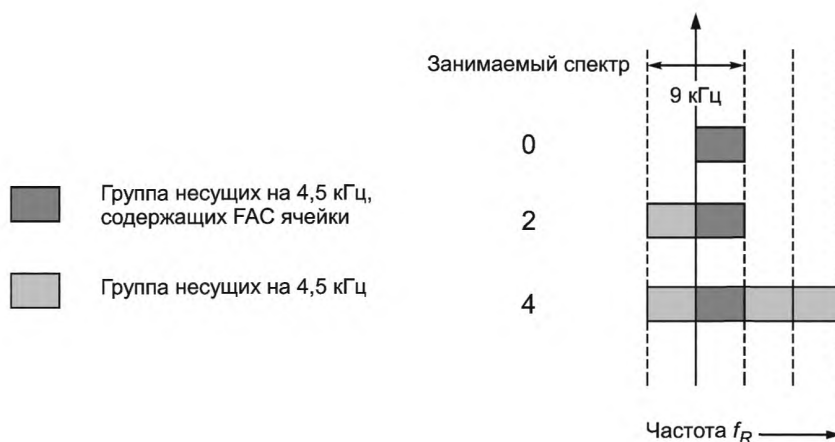 Занимаемый спектр
9 кГц
0
Группа несущих на 4,5 кГц,
содержащих FAC ячейки
2
Группа несущих на 4,5 кГц
4
Частота fR